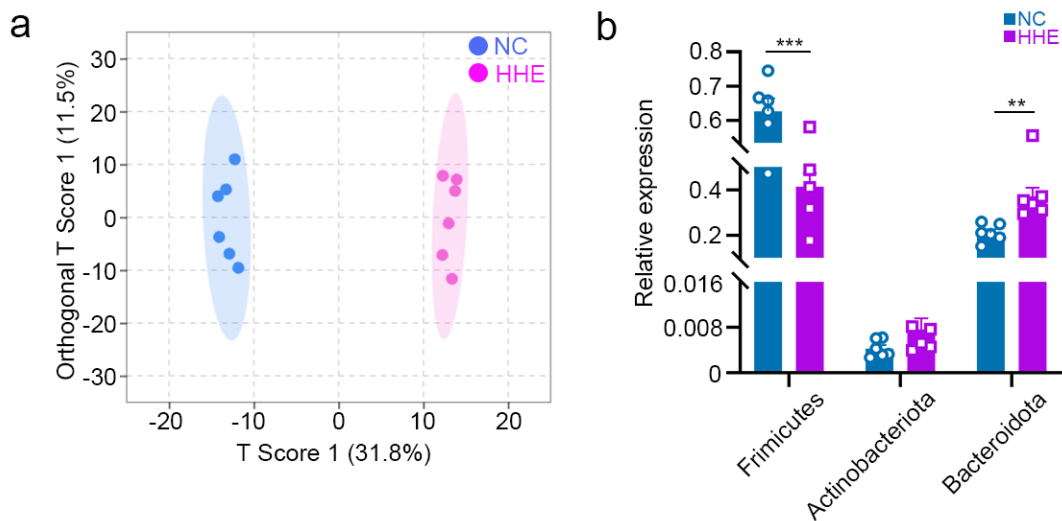 a
NC
HHE
Orthogonal T Score 1 (11.5%)
30
20
10
0
-10
-20
-30
-20
-10
0
10
20
T Score 1 (31.8%)
b
NC
HHE
Relative expression
0.8
0.7
0.6
0.4
0.2
0.016
0.008
0
***
**
Frimicutes
Actinobacteriota
Bacteroidota